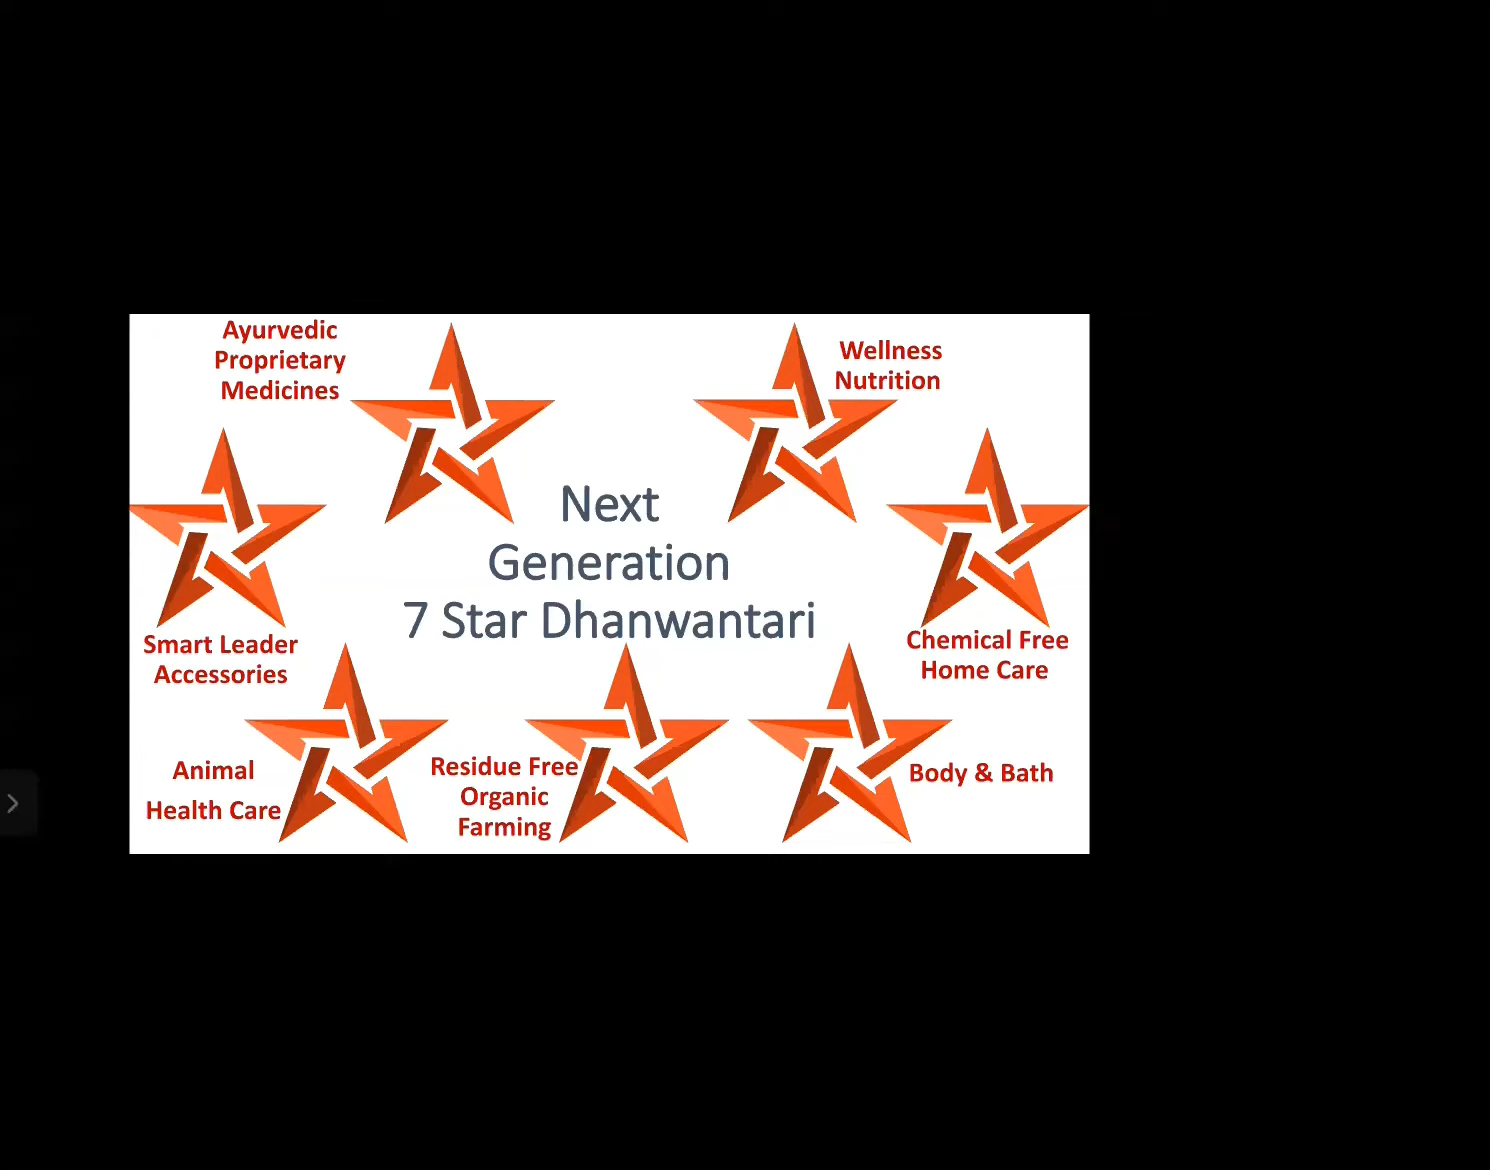 Ayurvedic
Proprietary
Medicines
Wellness
Nutrition
Next
Generation
7 Star Dhanwantari
Smart Leader
Accessories
Chemical Free
Home Care
Animal
Health Care
Residue Free
Organic
Farming
Body & Bath